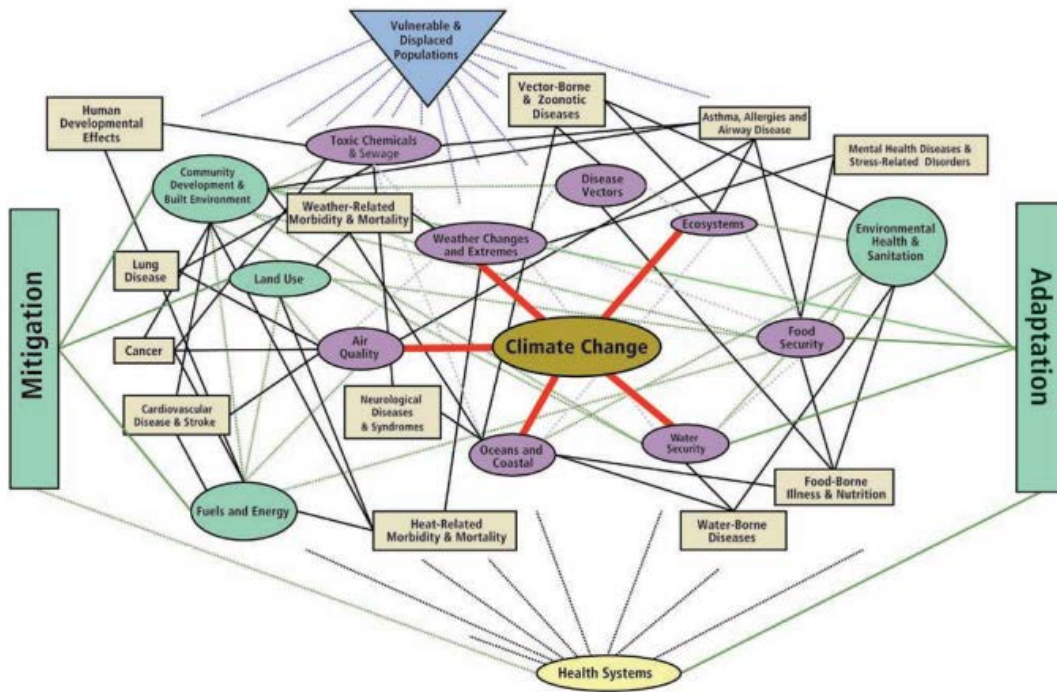 Vulnerable &
Displaced
Populations
Vector-Borne
& Zoonotic
Diseases
Human
Developmental
Effects
Asthma, Allergies and
Airway Disease
Toxic Chemicals
& Sewage
Mental Health Diseases &
Stress-Related Disorders
Community
Development &
Built Environment
Disease
Vectors
Weather-Related
Morbidity & Mortality
Ecosystems
Environmental
Health &
Sanitation
Weather Changes
and Extremes
Lung
Disease
Land Use
Mitigation
Adaptation
Air
Quality
Climate Change
Food
Security
Cancer
Cardiovascular
Disease & Stroke
Neurological
Diseases
& Syndromes
Oceans and
Coastal
Water
Security
Food-Borne
Illness & Nutrition
Fuels and Energy
Heat-Related
Morbidity & Mortality
Water-Borne
Diseases
Health Systems